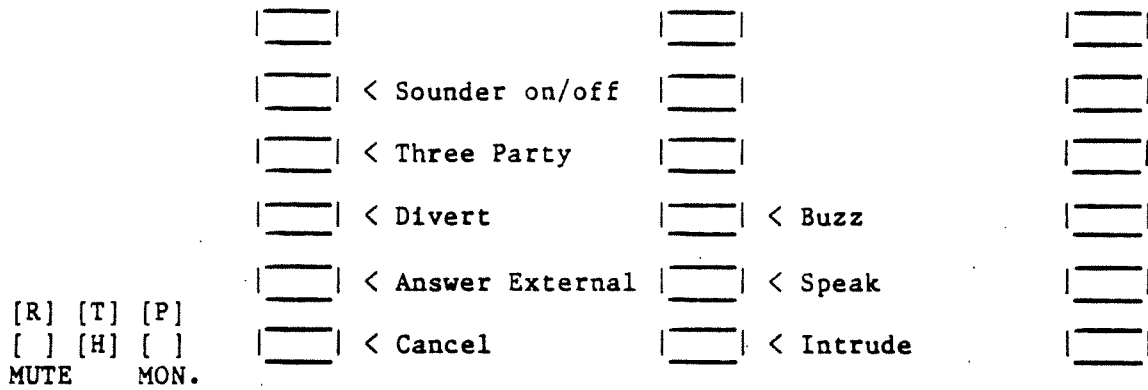 < Sounder on/off
< Three Party
< Divert < Buzz
< Answer External < Speak
[R] [T] [P]
[ ] [H] [ ] < Cancel < Intrude
MUTE MON.